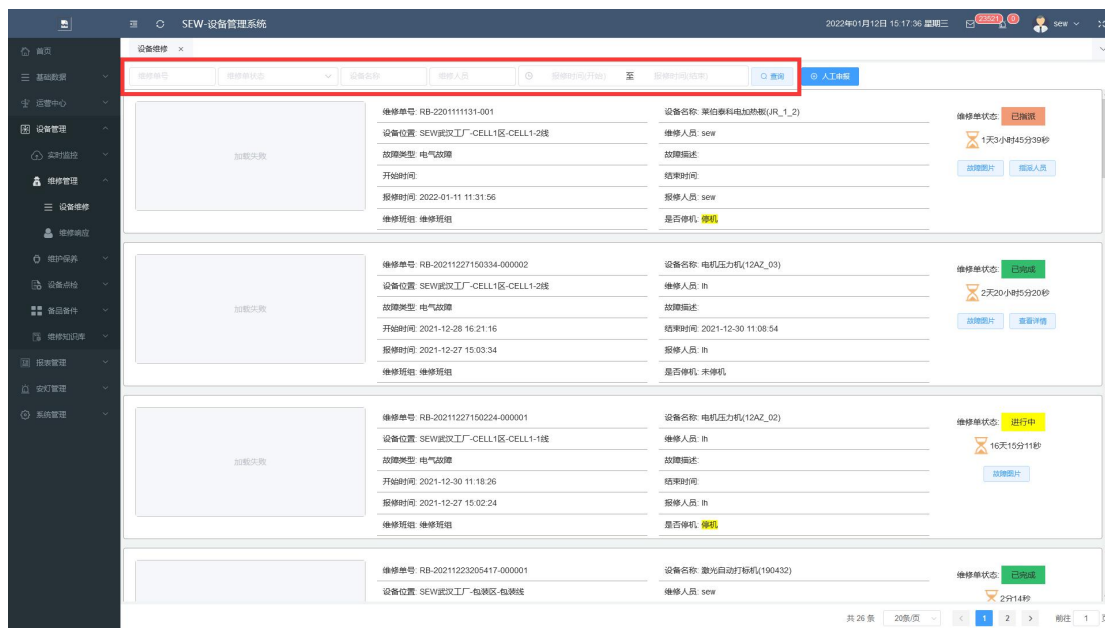 SEW-设备管理系统
2022年01月12日 15:17:36 星期三
23521
0
sew
首页
基础数据
运营中心
设备管理
实时监控
维修管理
设备维修
维修响应
维护保养
设备点检
备品备件
维修知识库
报表管理
安灯管理
系统管理
设备维修 ×
维修单号 维修单状态 设备名称 维修人员 报修时间(开始) 至 报修时间(结束) 查询 人工申报
加载失败
维修单号: RB-2201111131-001 设备名称: 莱伯泰科电加热板(JR_1_2)
设备位置: SEW武汉工厂-CELL1区-CELL1-2线 维修人员: sew
故障类型: 电气故障 故障描述:
开始时间: 结束时间:
报修时间: 2022-01-11 11:31:56 报修人员: sew
维修班组: 维修班组 是否停机: 停机
维修单状态: 已指派
1天3小时45分39秒
故障图片 指派人员
加载失败
维修单号: RB-20211227150334-000002 设备名称: 电机压力机(12AZ_03)
设备位置: SEW武汉工厂-CELL1区-CELL1-2线 维修人员: lh
故障类型: 电气故障 故障描述:
开始时间: 2021-12-28 16:21:16 结束时间: 2021-12-30 11:08:54
报修时间: 2021-12-27 15:03:34 报修人员: lh
维修班组: 维修班组 是否停机: 未停机
维修单状态: 已完成
2天20小时5分20秒
故障图片 查看详情
加载失败
维修单号: RB-20211227150224-000001 设备名称: 电机压力机(12AZ_02)
设备位置: SEW武汉工厂-CELL1区-CELL1-1线 维修人员: lh
故障类型: 电气故障 故障描述:
开始时间: 2021-12-30 11:18:26 结束时间:
报修时间: 2021-12-27 15:02:24 报修人员: lh
维修班组: 维修班组 是否停机: 停机
维修单状态: 进行中
16天15分11秒
故障图片
维修单号: RB-20211223205417-000001 设备名称: 激光自动打标机(190432)
设备位置: SEW武汉工厂-包装区-包装线 维修人员: sew
维修单状态: 已完成
2分14秒
共 26 条 20条/页 1 2 前往 1